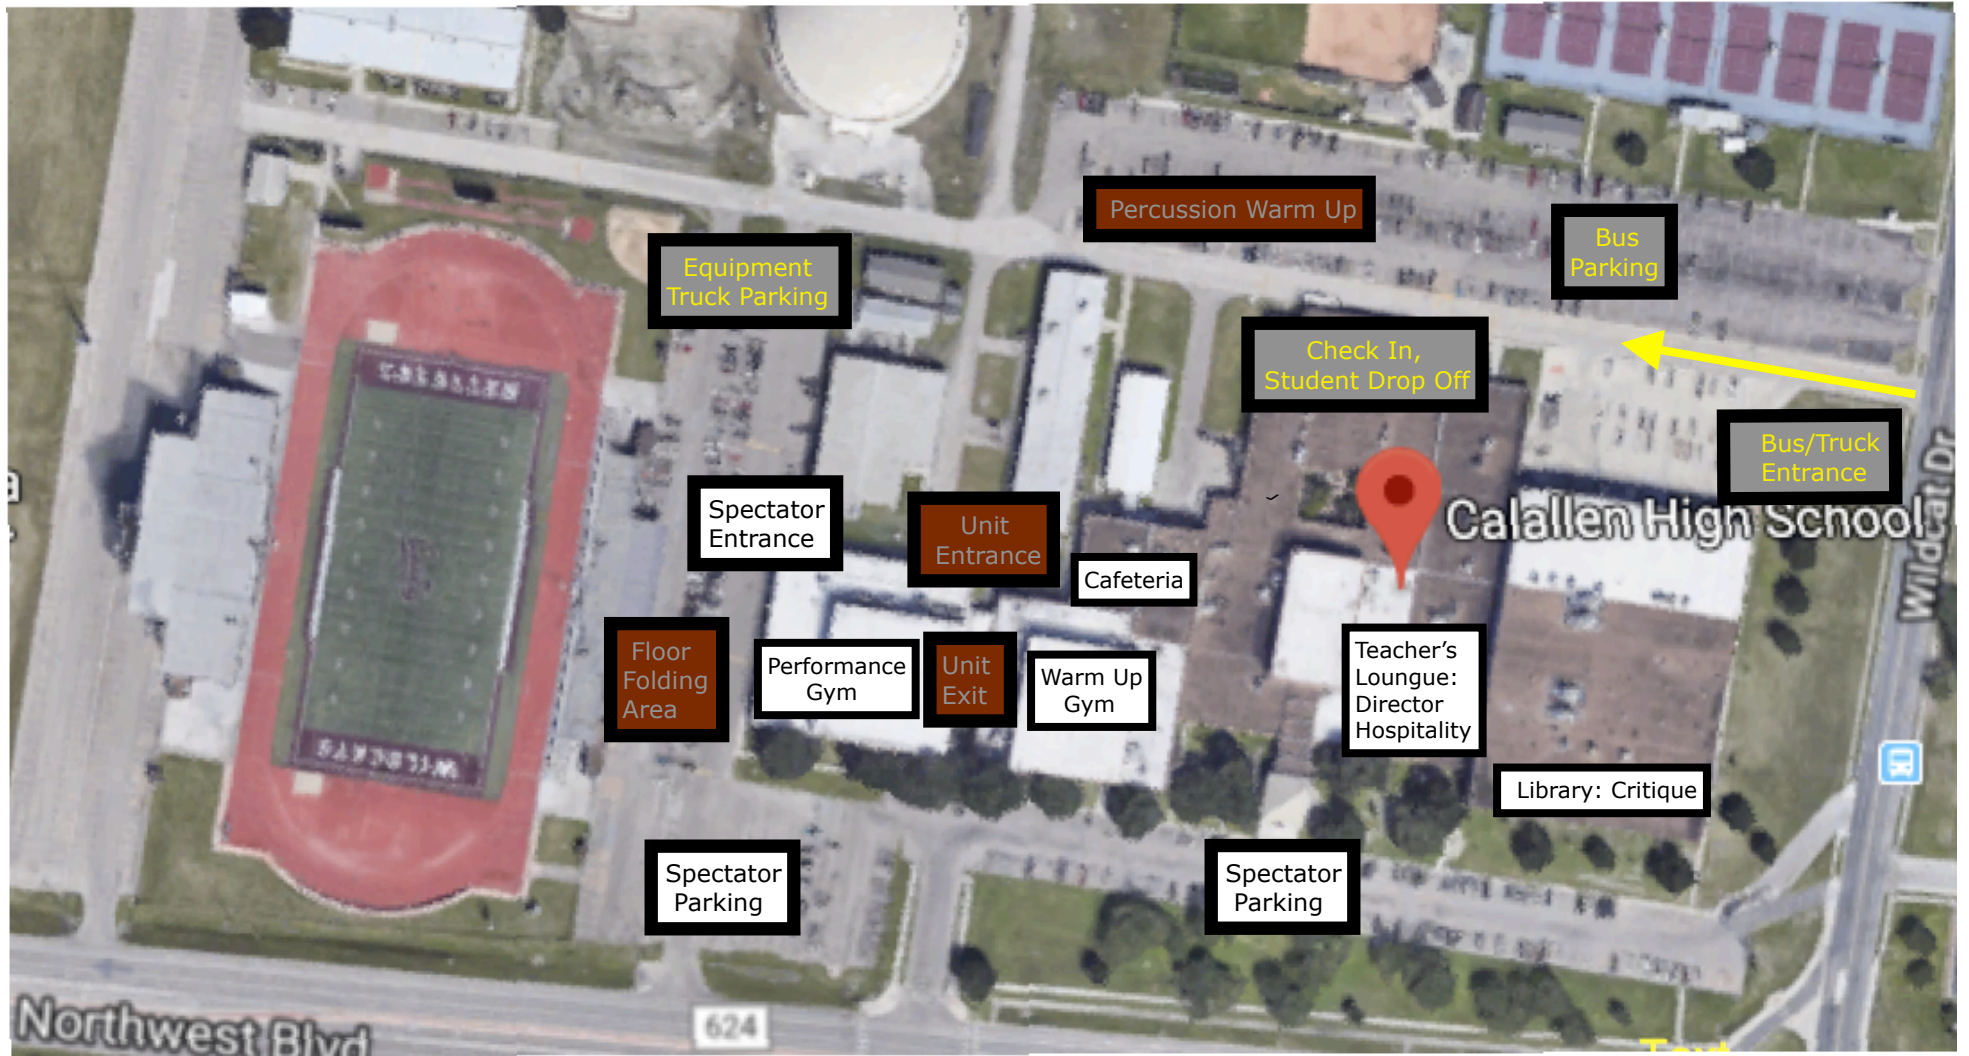 Percussion Warm Up
Bus
Parking
Equipment
Truck Parking
Check In,
Student Drop Off
Bus/Truck
Entrance
Spectator
Entrance
Unit
Entrance
Calallen High School
Wildcat Dr
Cafeteria
Floor
Folding
Area
Performance
Gym
Unit
Exit
Warm Up
Gym
Teacher’s
Loungue:
Director
Hospitality
WILDCATS
Library: Critique
Spectator
Parking
Spectator
Parking
Northwest Blvd
624
Text